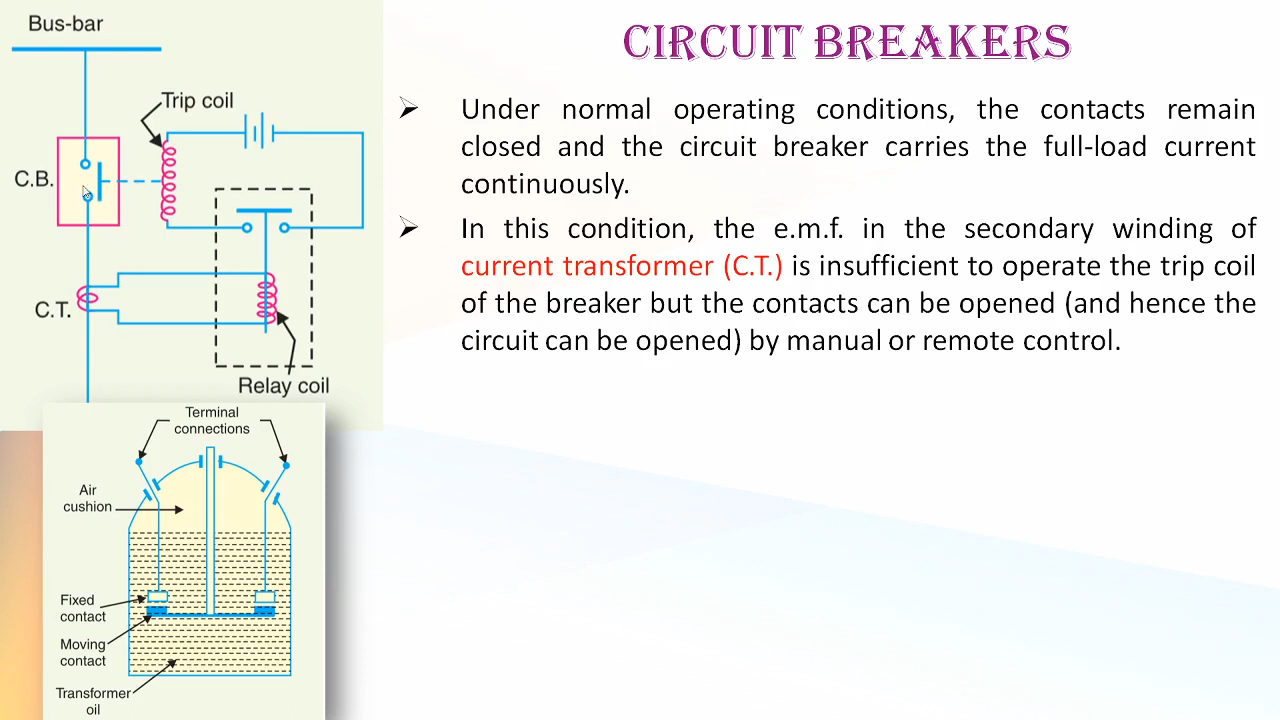 Bus-bar
Trip coil
C.B.
C.T.
Relay coil
Terminal
connections
Air
cushion
Fixed
contact
Moving
contact
Transformer
oil
CIRCUIT BREAKERS
➢ Under normal operating conditions, the contacts remain
closed and the circuit breaker carries the full-load current
continuously.
➢ In this condition, the e.m.f. in the secondary winding of
current transformer (C.T.) is insufficient to operate the trip coil
of the breaker but the contacts can be opened (and hence the
circuit can be opened) by manual or remote control.